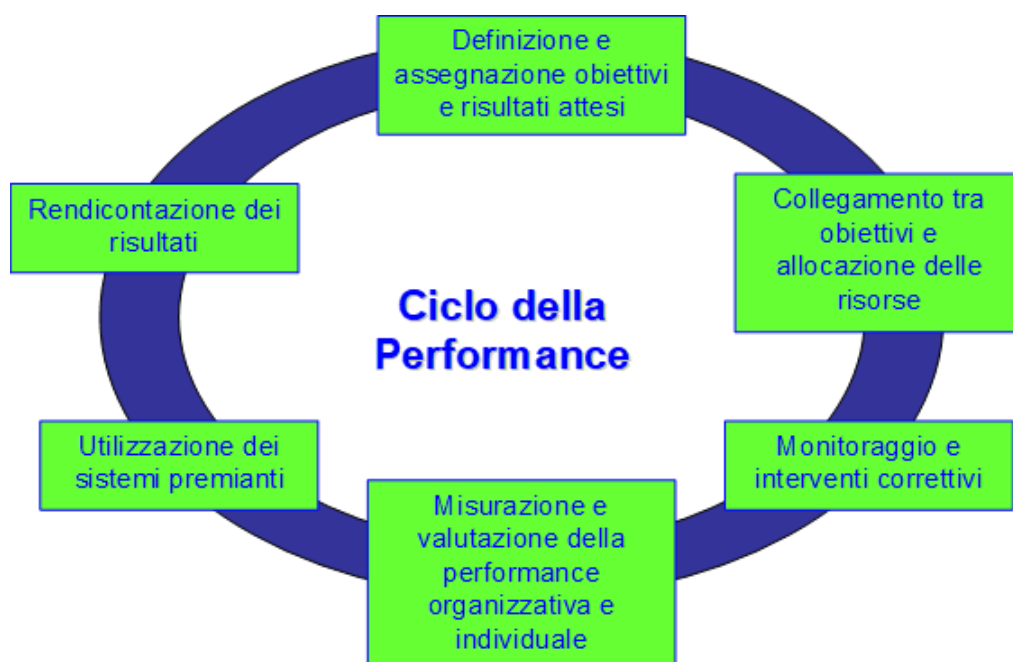 Definizione e
assegnazione obiettivi
e risultati attesi
Collegamento tra
obiettivi e
allocazione delle
risorse
Monitoraggio e
interventi correttivi
Misurazione e
valutazione della
performance
organizzativa e
individuale
Utilizzazione dei
sistemi premianti
Rendicontazione dei
risultati
Ciclo della
Performance